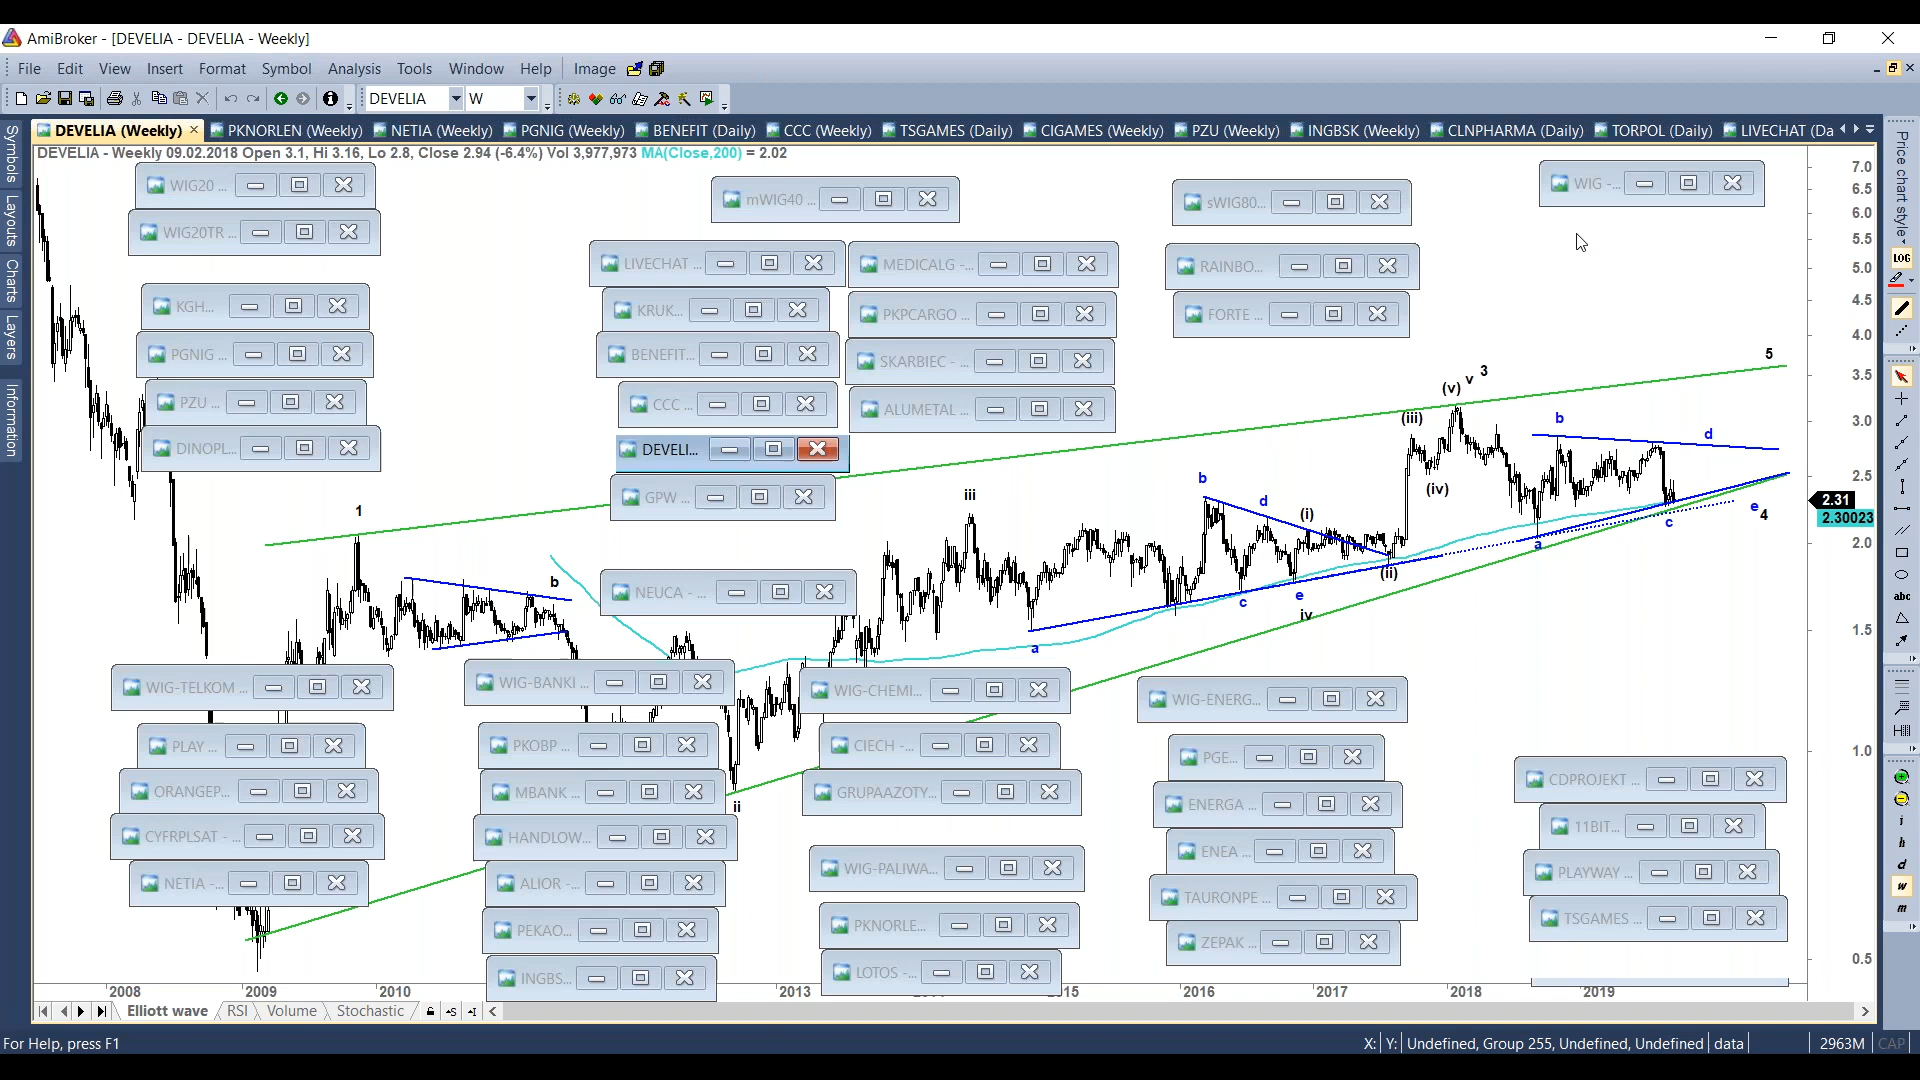 AmiBroker - [DEVELIA - DEVELIA - Weekly]
File Edit View Insert Format Symbol Analysis Tools Window Help Image
DEVELIA W
DEVELIA (Weekly) PKNORLEN (Weekly) NETIA (Weekly) PGNIG (Weekly) BENEFIT (Daily) CCC (Weekly) TSGAMES (Daily) CIGAMES (Weekly) PZU (Weekly) INGBSK (Weekly) CLNPHARMA (Daily) TORPOL (Daily) LIVECHAT (Da
DEVELIA - Weekly 09.02.2018 Open 3.1, Hi 3.16, Lo 2.8, Close 2.94 (-6.4%) Vol 3,977,973 MA(Close,200) = 2.02
Symbols
Layouts
Charts
Layers
Information
WIG20 ...
WIG20TR ...
KGH...
PGNIG ...
PZU ...
DINOPL...
mWIG40 ...
LIVECHAT ...
KRUK...
BENEFIT...
CCC ...
DEVELI...
GPW ...
NEUCA - ...
MEDICALG -...
PKPCARGO ...
SKARBIEC - ...
ALUMETAL ...
sWIG80...
RAINBO...
FORTE ...
WIG -...
WIG-TELKOM ...
PLAY ...
ORANGEP...
CYFRPLSAT - ...
NETIA -...
WIG-BANKI ...
PKOBP ...
MBANK ...
HANDLOW...
ALIOR -...
PEKAO...
INGBS...
WIG-CHEMI...
CIECH -...
GRUPAAZOTY...
WIG-PALIWA...
PKNORLE...
LOTOS -...
WIG-ENERG...
PGE...
ENERGA ...
ENEA ...
TAURONPE ...
ZEPAK ...
CDPROJEKT ...
11BIT...
PLAYWAY ...
TSGAMES ...
1
b
ii
iii
a
b
c
d
e
iv
(i)
(ii)
(iii)
(iv)
(v) v 3
a
b
c
d
e 4
5
7.0
6.5
6.0
5.5
5.0
4.5
4.0
3.5
3.0
2.5
2.31
2.30023
2.0
1.5
1.0
0.5
2008 2009 2010 2013 2015 2016 2017 2018 2019
Price chart style
LOG
abc
i
h
d
w
m
Elliott wave RSI Volume Stochastic
For Help, press F1 X: Y: Undefined, Group 255, Undefined, Undefined data 2963M CAP